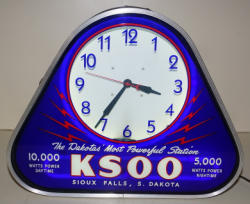 12
11 1
10 2
9 3
8 4
7 5
6
The Dakotas' Most Powerful Station
10,000 KSOO 5,000
WATTS POWER WATTS POWER
DAYTIME NIGHTTIME
SIOUX FALLS, S. DAKOTA